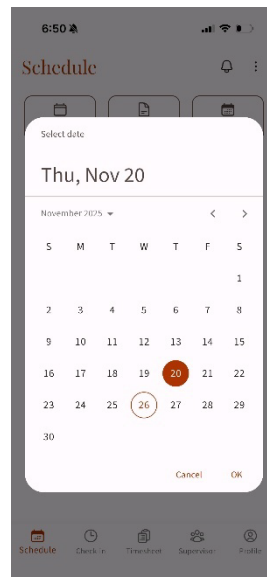 6:50
Schedule
Select date
Thu, Nov 20
November 2025
S M T W T F S
1
2 3 4 5 6 7 8
9 10 11 12 13 14 15
16 17 18 19 20 21 22
23 24 25 26 27 28 29
30
Cancel OK
Schedule Check in Timesheet Supervisor Profile